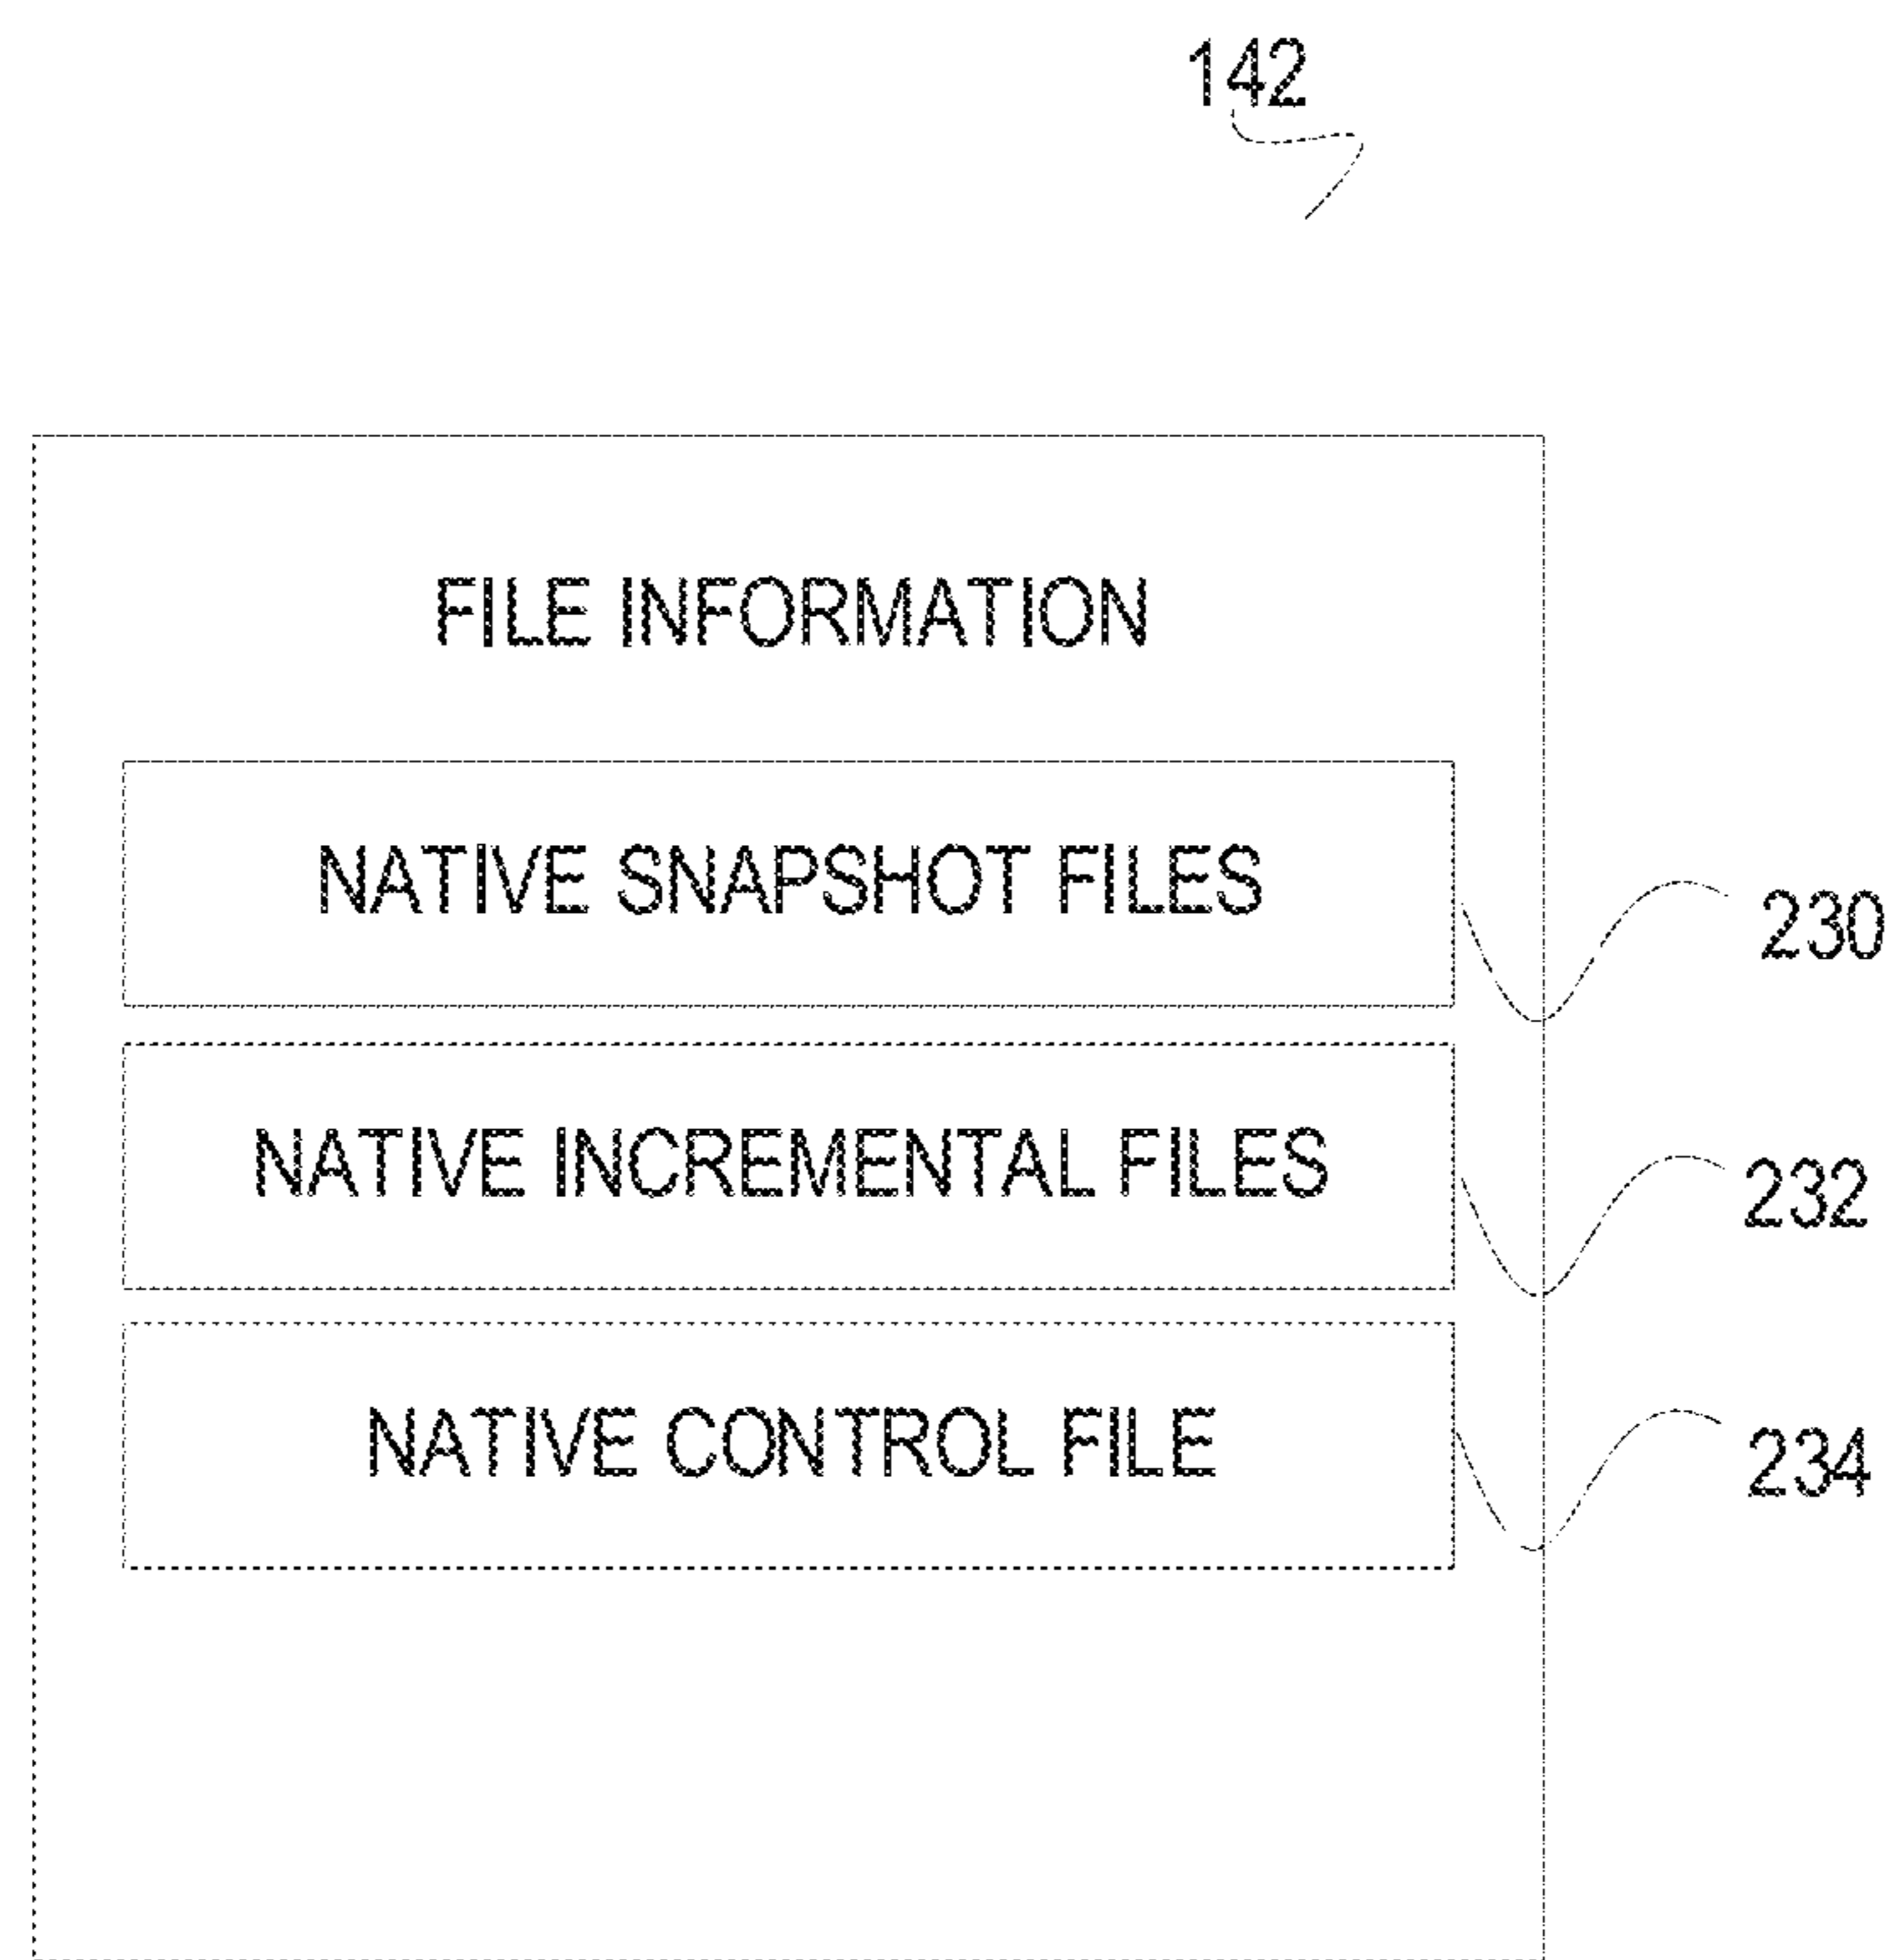 142
FILE INFORMATION
NATIVE SNAPSHOT FILES
230
NATIVE INCREMENTAL FILES
232
NATIVE CONTROL FILE
234